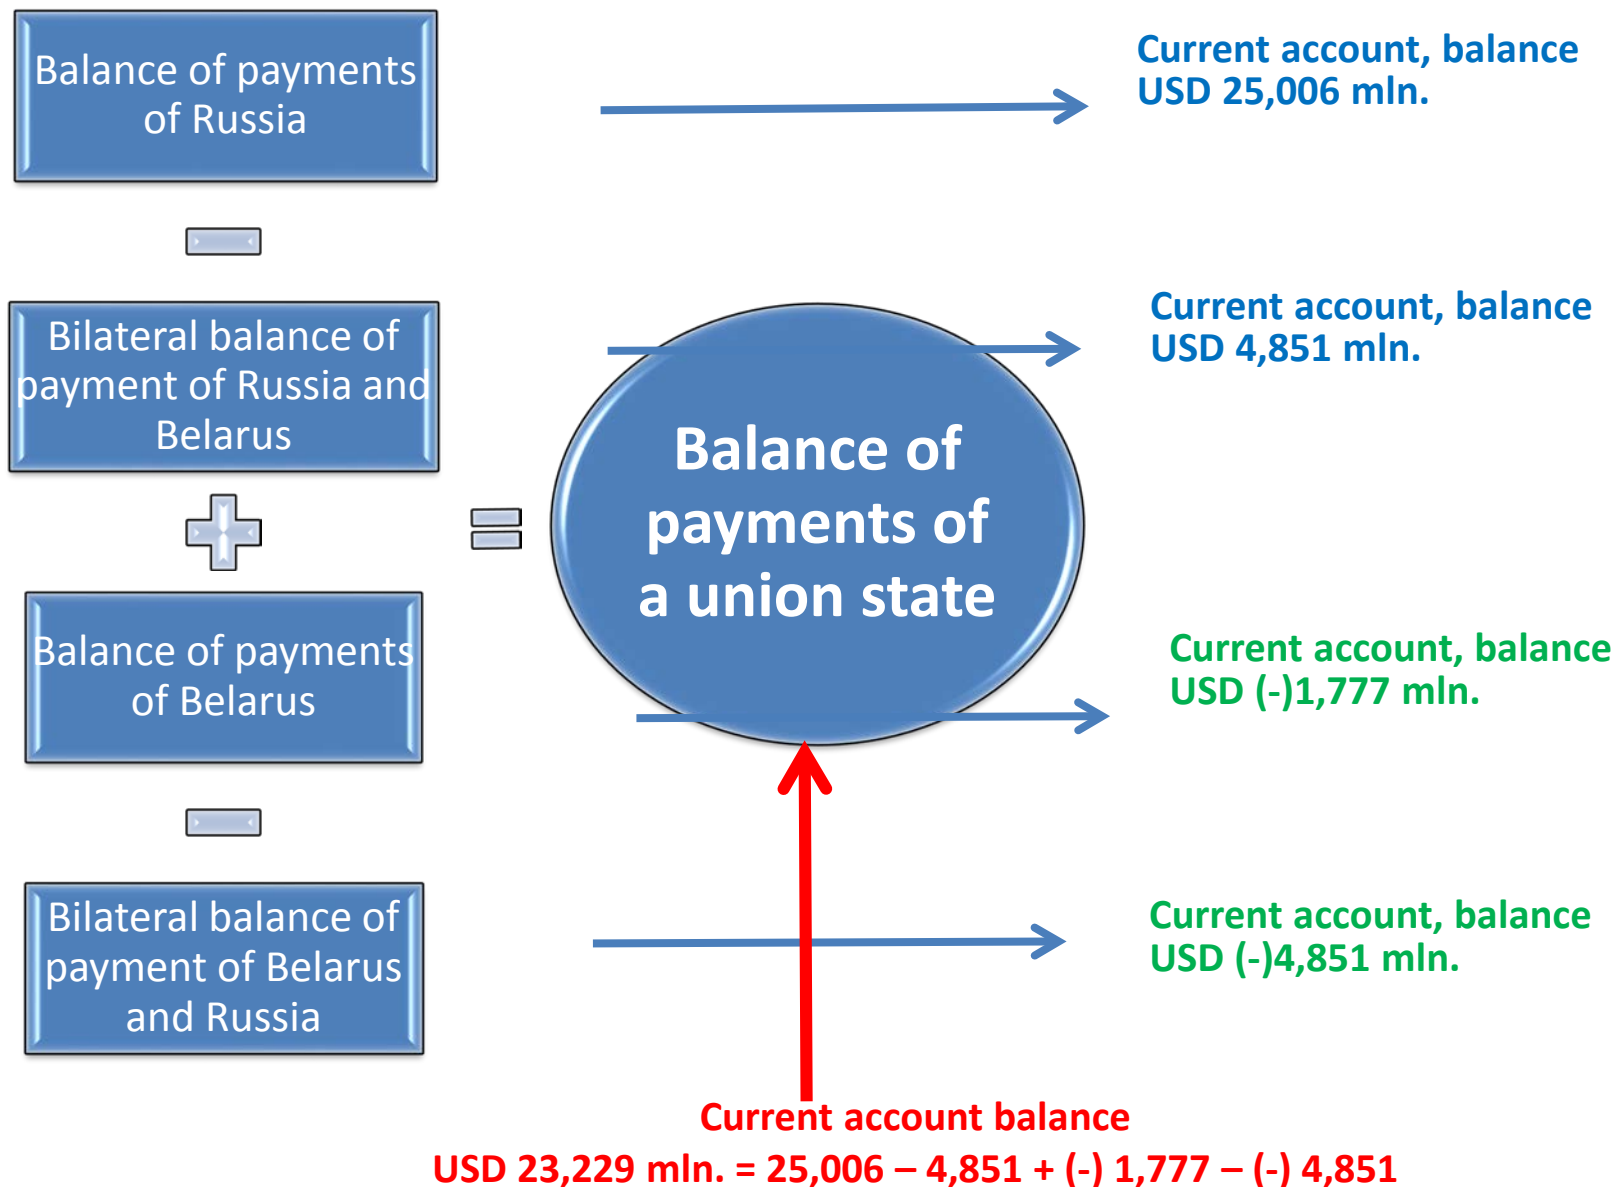 Balance of payments
of Russia
Current account, balance
USD 25,006 mln.
Bilateral balance of
payment of Russia and
Belarus
Current account, balance
USD 4,851 mln.
Balance of
payments of
a union state
Balance of payments
of Belarus
Current account, balance
USD (-)1,777 mln.
Bilateral balance of
payment of Belarus
and Russia
Current account, balance
USD (-)4,851 mln.
Current account balance
USD 23,229 mln. = 25,006 – 4,851 + (-) 1,777 – (-) 4,851